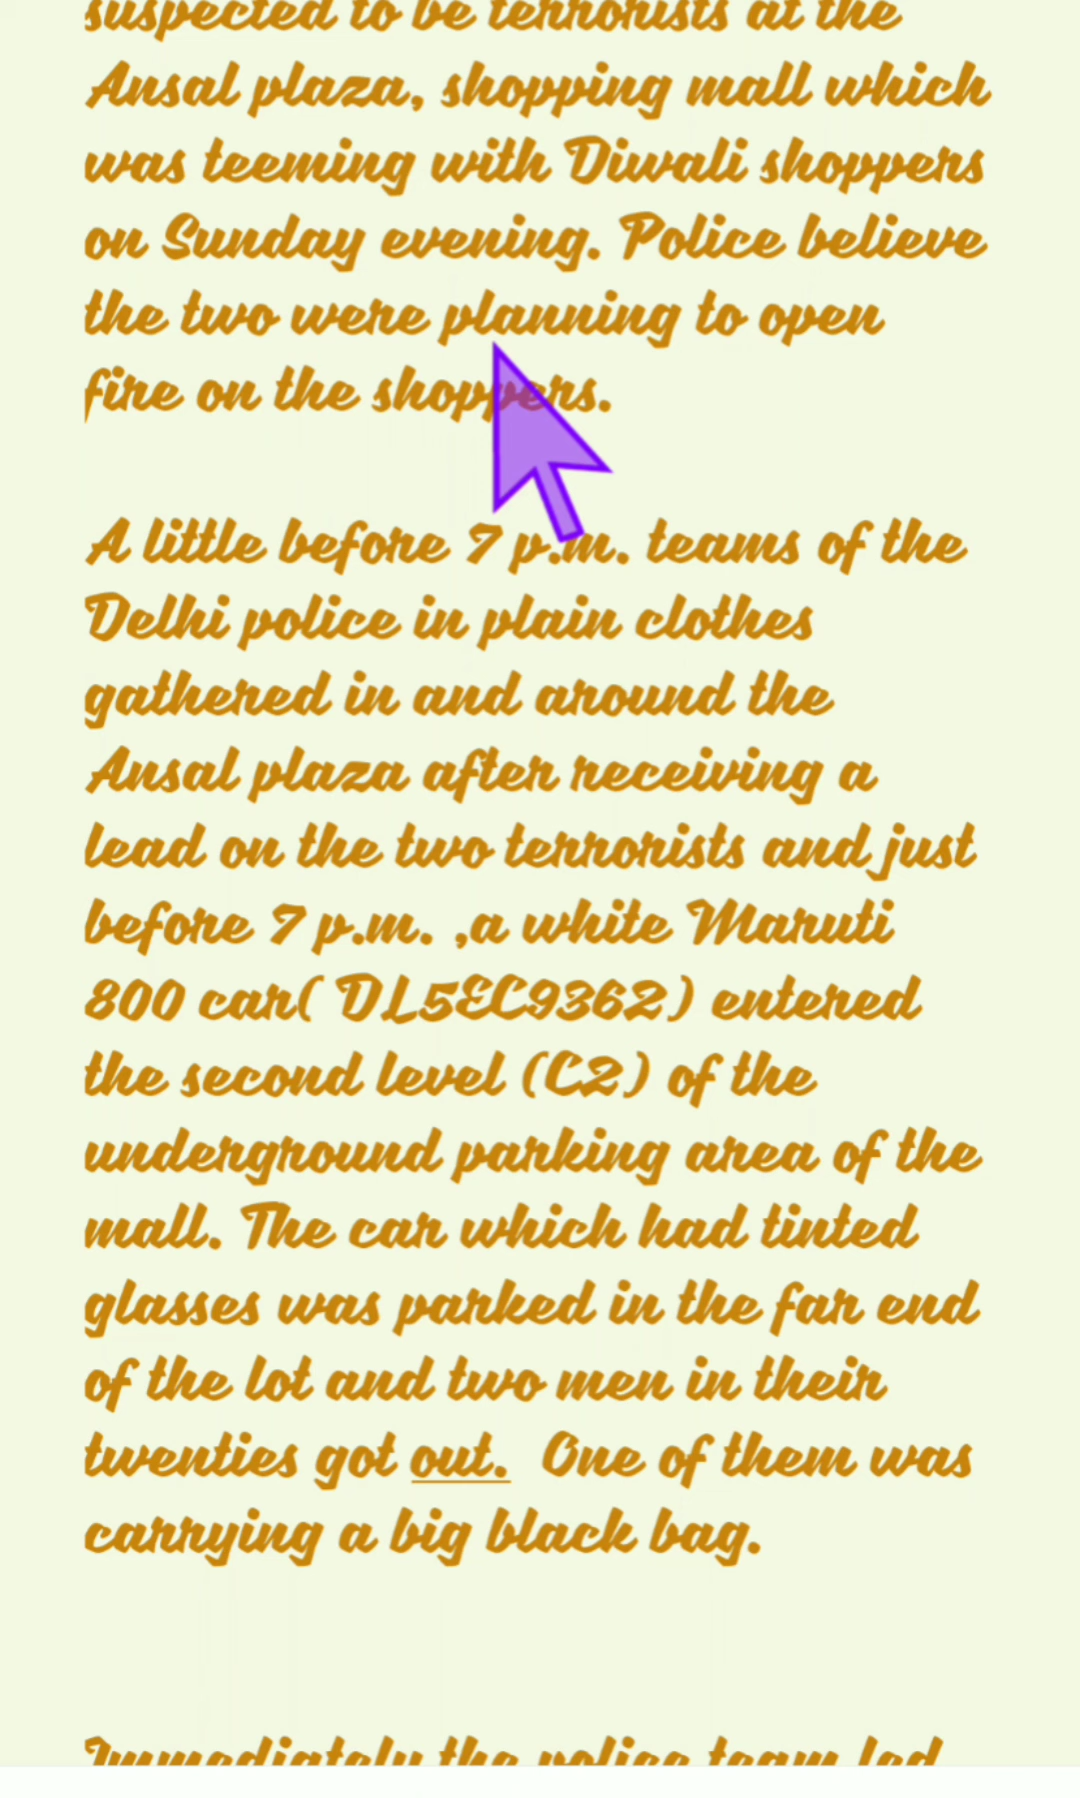 suspected to be terrorists at the
Ansal plaza, shopping mall which
was teeming with Diwali shoppers
on Sunday evening. Police believe
the two were planning to open
fire on the shoppers.
A little before 7 p.m. teams of the
Delhi police in plain clothes
gathered in and around the
Ansal plaza after receiving a
lead on the two terrorists and just
before 7 p.m. ,a white Maruti
800 car( DL5EC9362) entered
the second level (C2) of the
underground parking area of the
mall. The car which had tinted
glasses was parked in the far end
of the lot and two men in their
twenties got out.  One of them was
carrying a big black bag.
Immediately the police team led